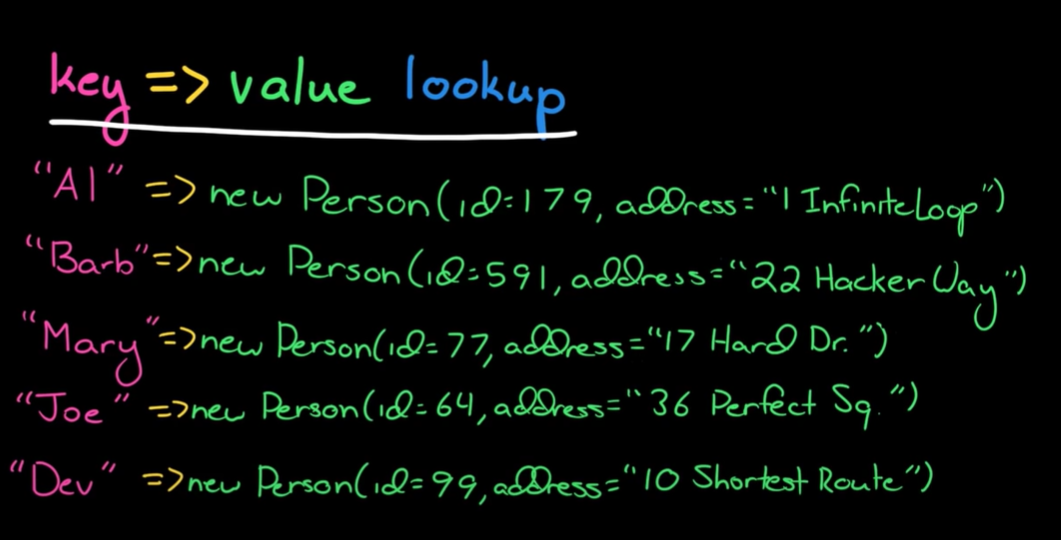 key => value lookup
"Al" => new Person(id=179, address="1 InfiniteLoop")
"Barb"=>new Person(id=591, address="22 Hacker Way")
"Mary"=>new Person(id=77, address="17 Hard Dr.")
"Joe" =>new Person(id=64, address="36 Perfect Sq.")
"Dev" =>new Person(id=99, address="10 Shortest Route")